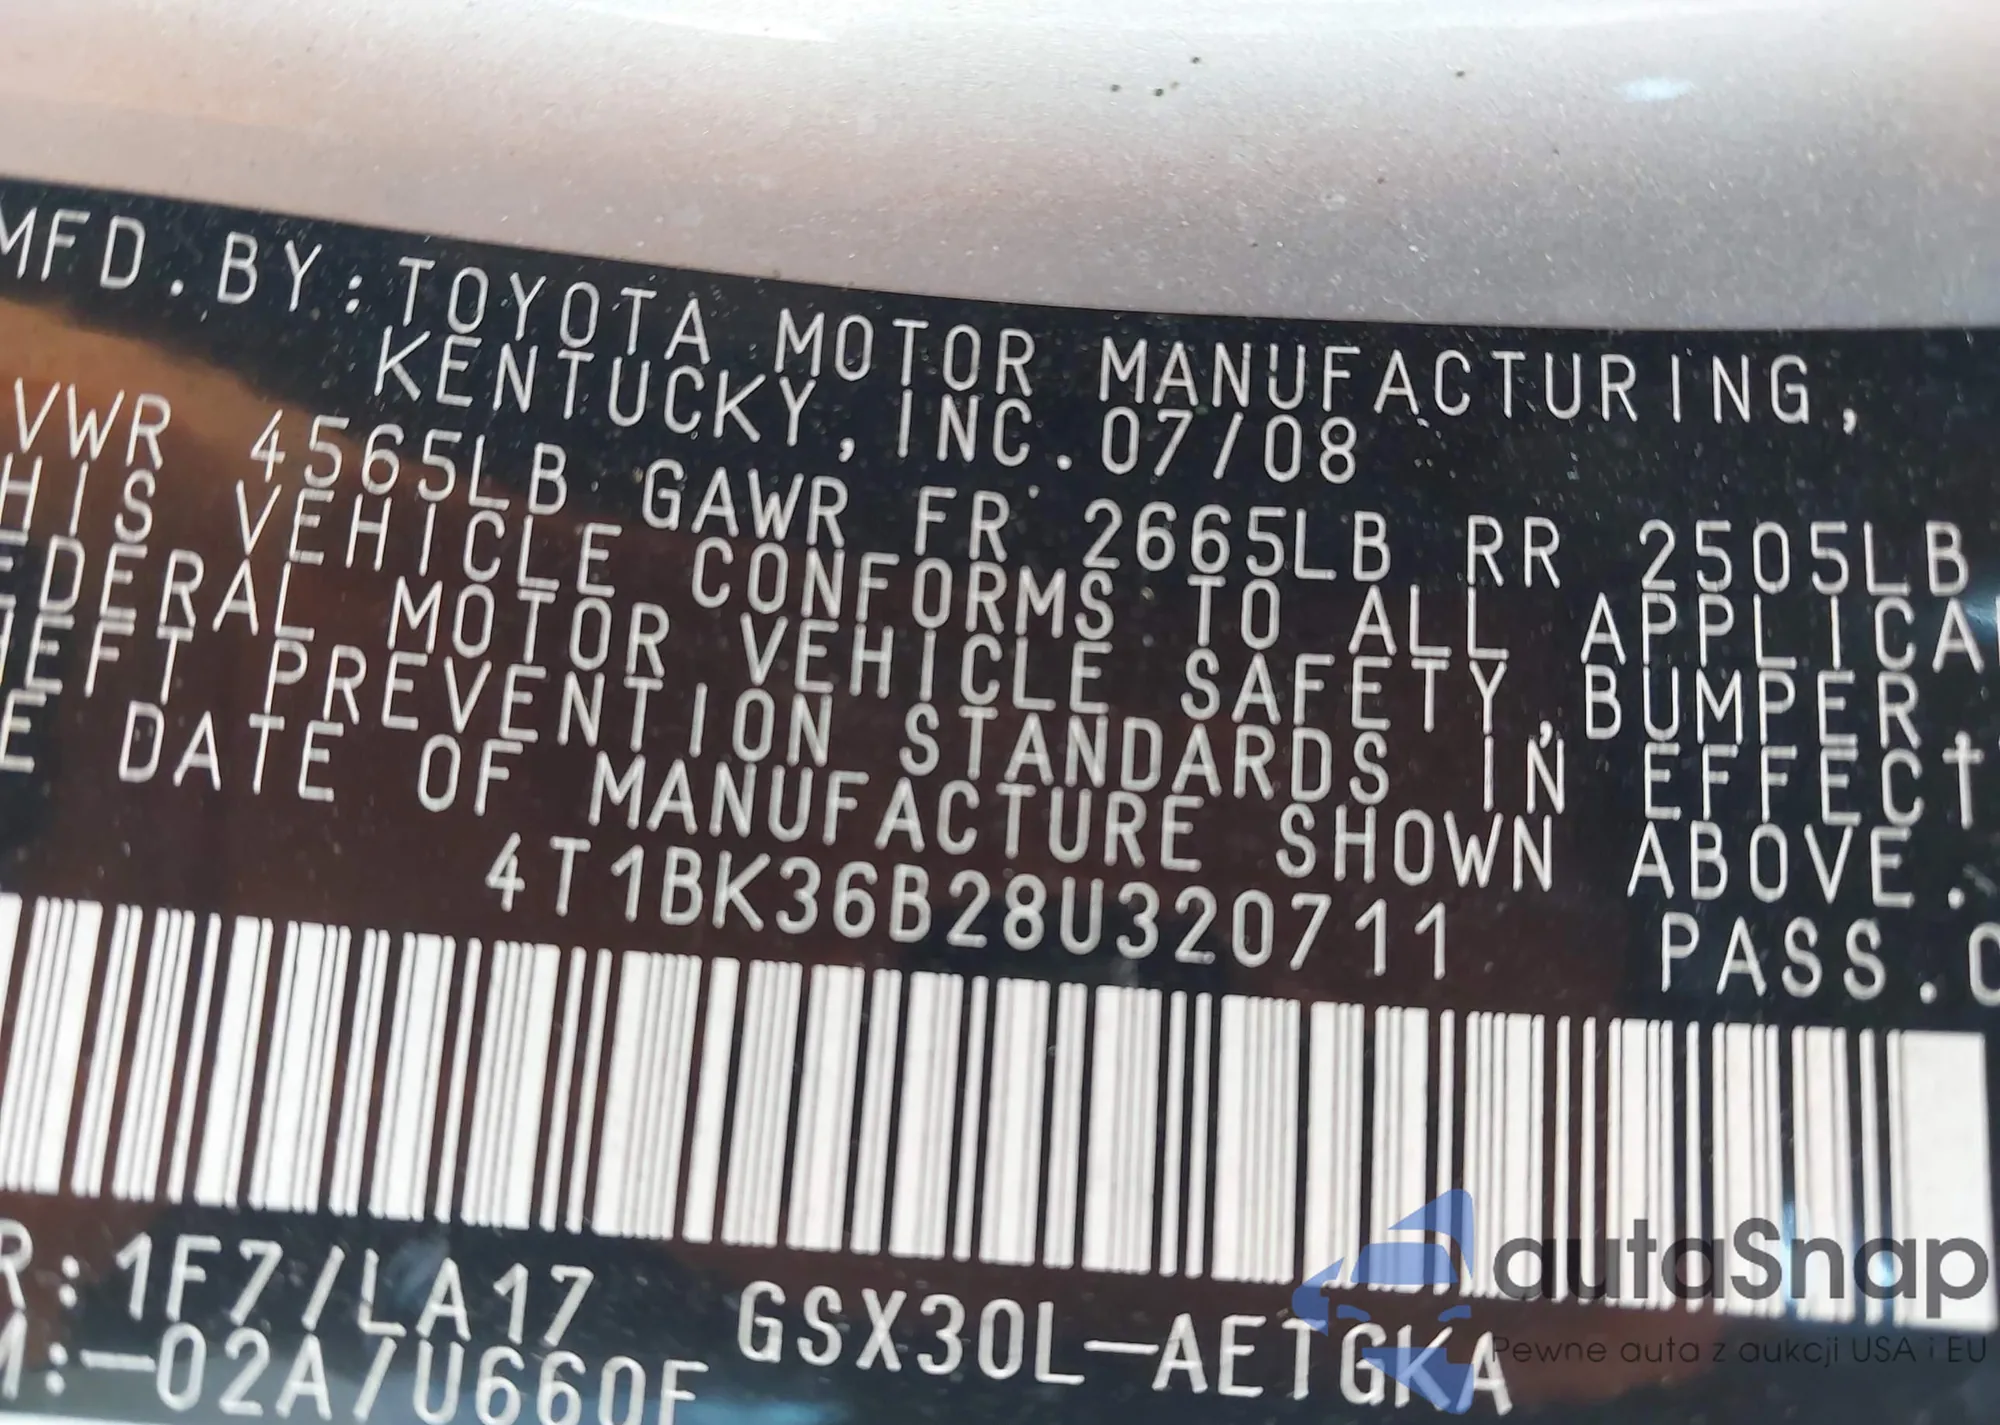 MFD.BY:TOYOTA MOTOR MANUFACTURING,
KENTUCKY,INC.07/08
VWR 4565LB GAWR FR 2665LB RR 2505LB
HIS VEHICLE CONFORMS TO ALL APPLICA
EDERAL MOTOR VEHICLE SAFETY,BUMPER,
HEFT PREVENTION STANDARDS IN EFFECT
E DATE OF MANUFACTURE SHOWN ABOVE.
4T1BK36B28U320711 PASS.C
R:1F7/LA17 GSX30L-AETGKA
M:-02A/U660F
autaSnap
Pewne auta z aukcji USA i EU